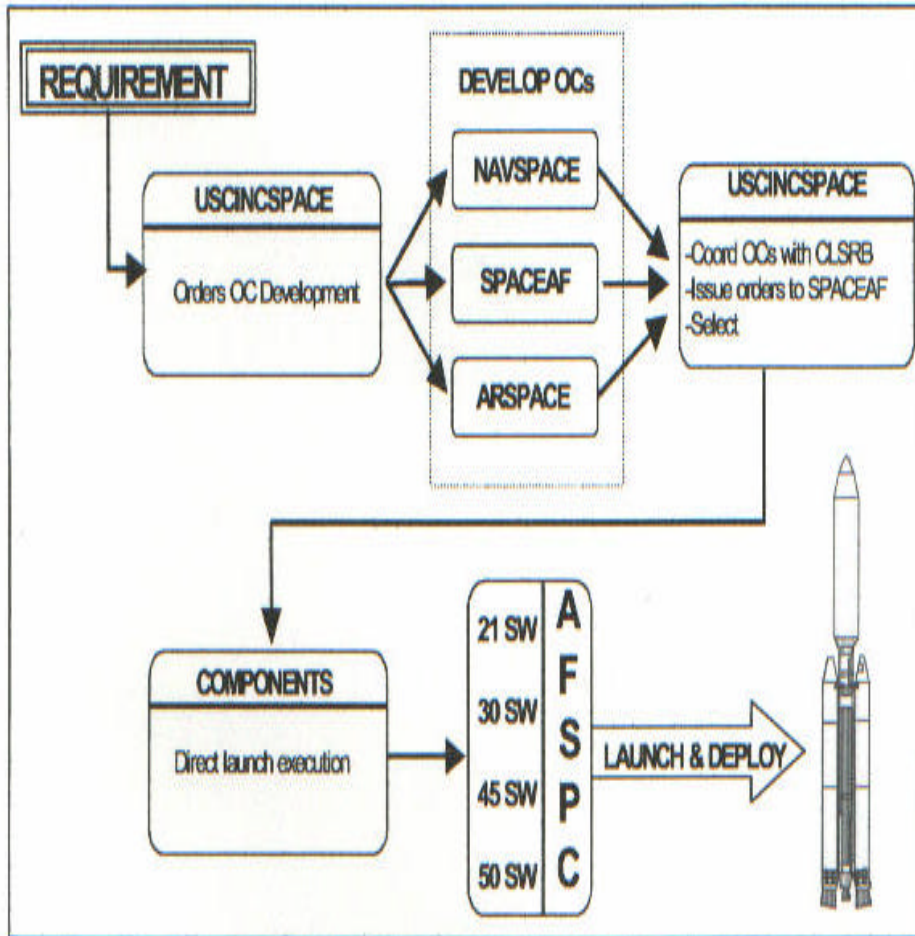 REQUIREMENT
DEVELOP OCs
USCINCSPACE
Orders OC Development
NAVSPACE
SPACEAF
ARSPACE
USCINCSPACE
-Coord OCs with CLSRB
-Issue orders to SPACEAF
-Select
COMPONENTS
Direct launch execution
21 SW
30 SW
45 SW
50 SW
A
F
S
P
C
LAUNCH & DEPLOY